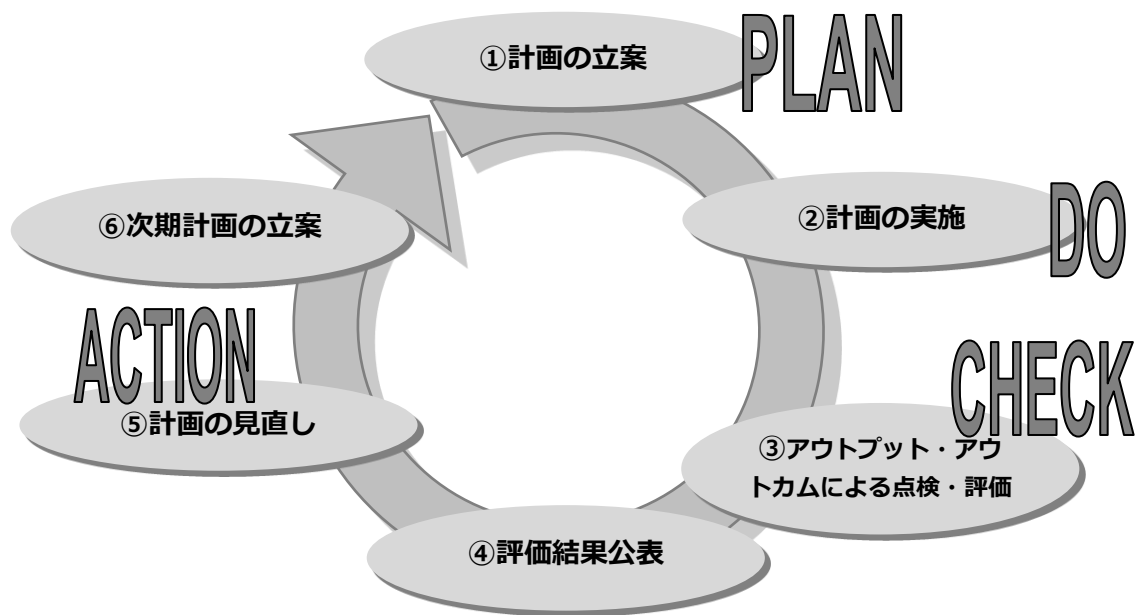 ①計画の立案
PLAN
②計画の実施
DO
CHECK
③アウトプット・アウ
トカムによる点検・評価
④評価結果公表
ACTION
⑤計画の見直し
⑥次期計画の立案